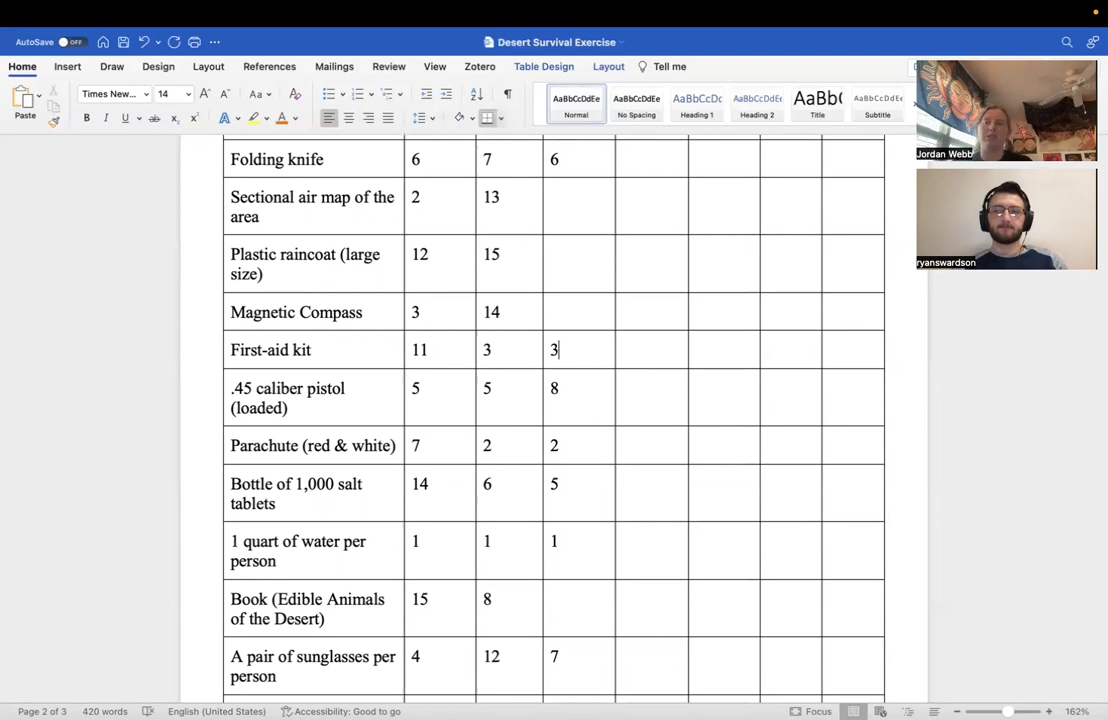 AutoSave OFF
Desert Survival Exercise
Home Insert Draw Design Layout References Mailings Review View Zotero Table Design Layout Tell me
Paste
Times New... 14
AaBbCcDdEe AaBbCcDdEe AaBbCcDc AaBbCcDdEe AaBb( AaBbCcDdEe
Normal No Spacing Heading 1 Heading 2 Title Subtitle
Jordan Webb
ryanswardson
Folding knife 6 7 6
Sectional air map of the 2 13
area
Plastic raincoat (large 12 15
size)
Magnetic Compass 3 14
First-aid kit 11 3 3
.45 caliber pistol 5 5 8
(loaded)
Parachute (red & white) 7 2 2
Bottle of 1,000 salt 14 6 5
tablets
1 quart of water per 1 1 1
person
Book (Edible Animals 15 8
of the Desert)
A pair of sunglasses per 4 12 7
person
Page 2 of 3 420 words English (United States) Accessibility: Good to go Focus 162%